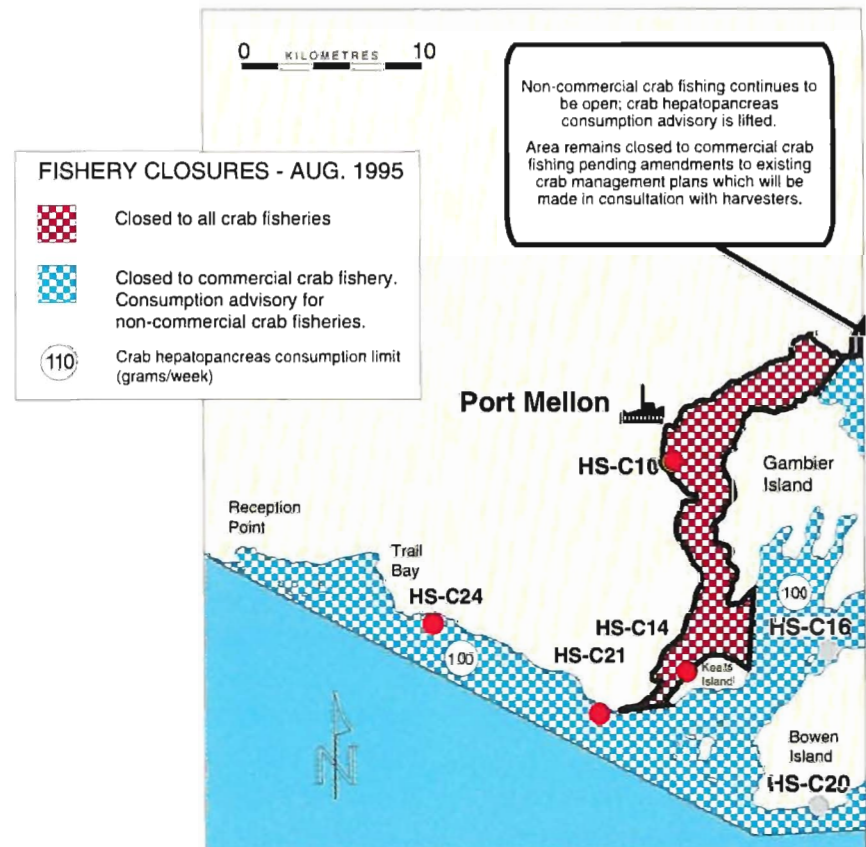 0 KILOMETRES 10
Non-commercial crab fishing continues to
be open; crab hepatopancreas
consumption advisory is lifted.
Area remains closed to commercial crab
fishing pending amendments to existing
crab management plans which will be
made in consultation with harvesters.
FISHERY CLOSURES - AUG. 1995
Closed to all crab fisheries
Closed to commercial crab fishery.
Consumption advisory for
non-commercial crab fisheries.
110
Crab hepatopancreas consumption limit
(grams/week)
Port Mellon
HS-C10
Gambier
Island
Reception
Point
Trail
Bay
HS-C24
100
HS-C14
HS-C16
HS-C21
100
Keats
Island
Bowen
Island
HS-C20
N